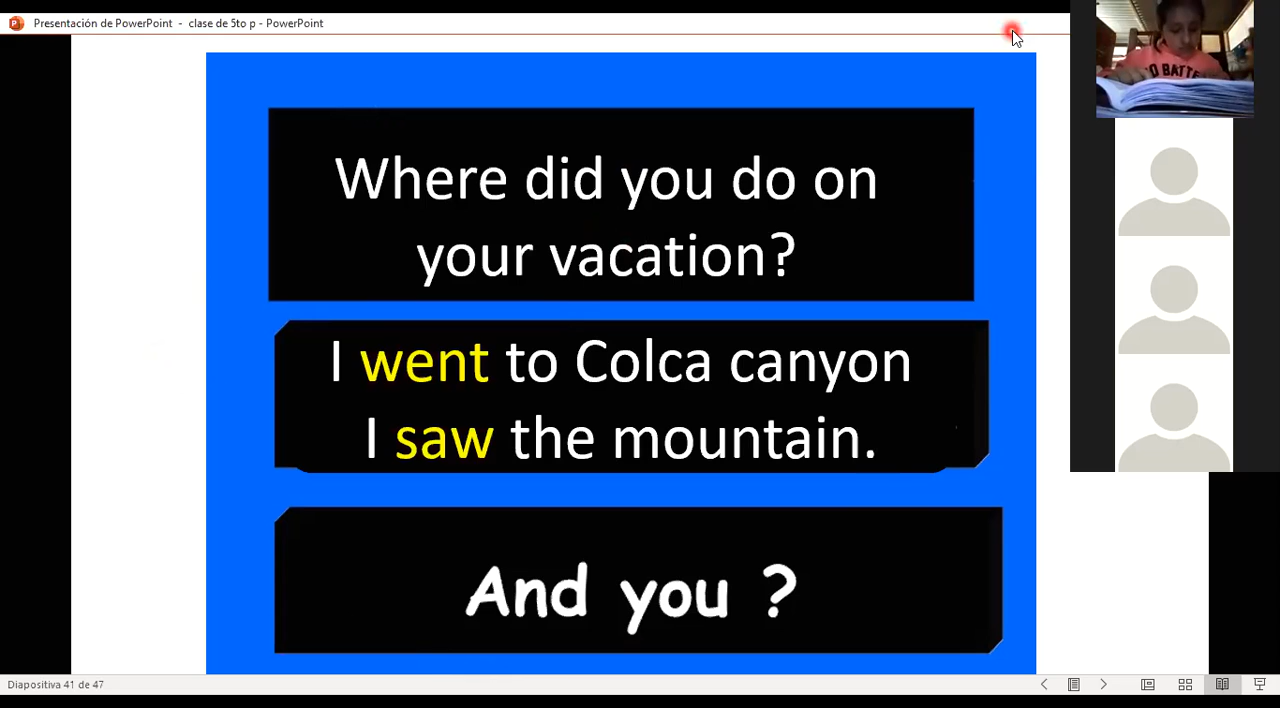 Presentación de PowerPoint - clase de 5to p - PowerPoint
Where did you do on
your vacation?
I went to Colca canyon
I saw the mountain.
And you ?
Diapositiva 41 de 47